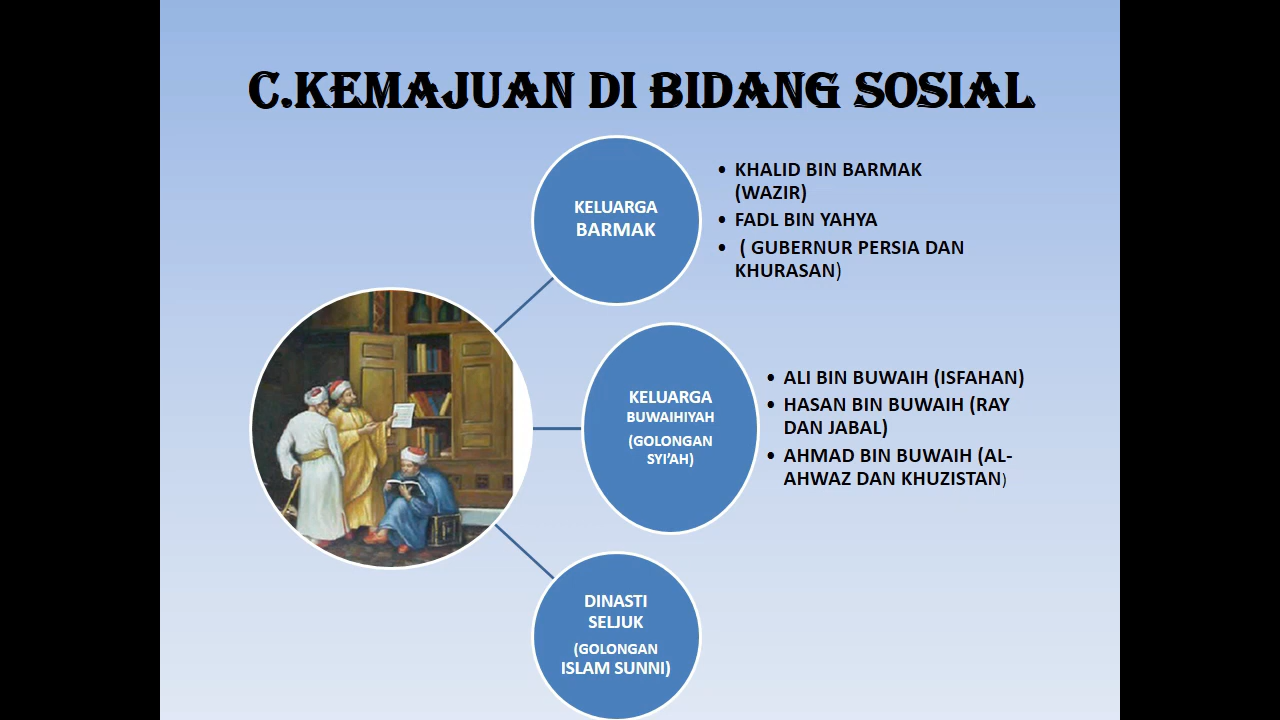 C.KEMAJUAN DI BIDANG SOSIAL
KELUARGA
BARMAK
• KHALID BIN BARMAK
(WAZIR)
• FADL BIN YAHYA
• ( GUBERNUR PERSIA DAN
KHURASAN)
KELUARGA
BUWAIHIYAH
(GOLONGAN
SYI’AH)
• ALI BIN BUWAIH (ISFAHAN)
• HASAN BIN BUWAIH (RAY
DAN JABAL)
• AHMAD BIN BUWAIH (AL-
AHWAZ DAN KHUZISTAN)
DINASTI
SELJUK
(GOLONGAN
ISLAM SUNNI)